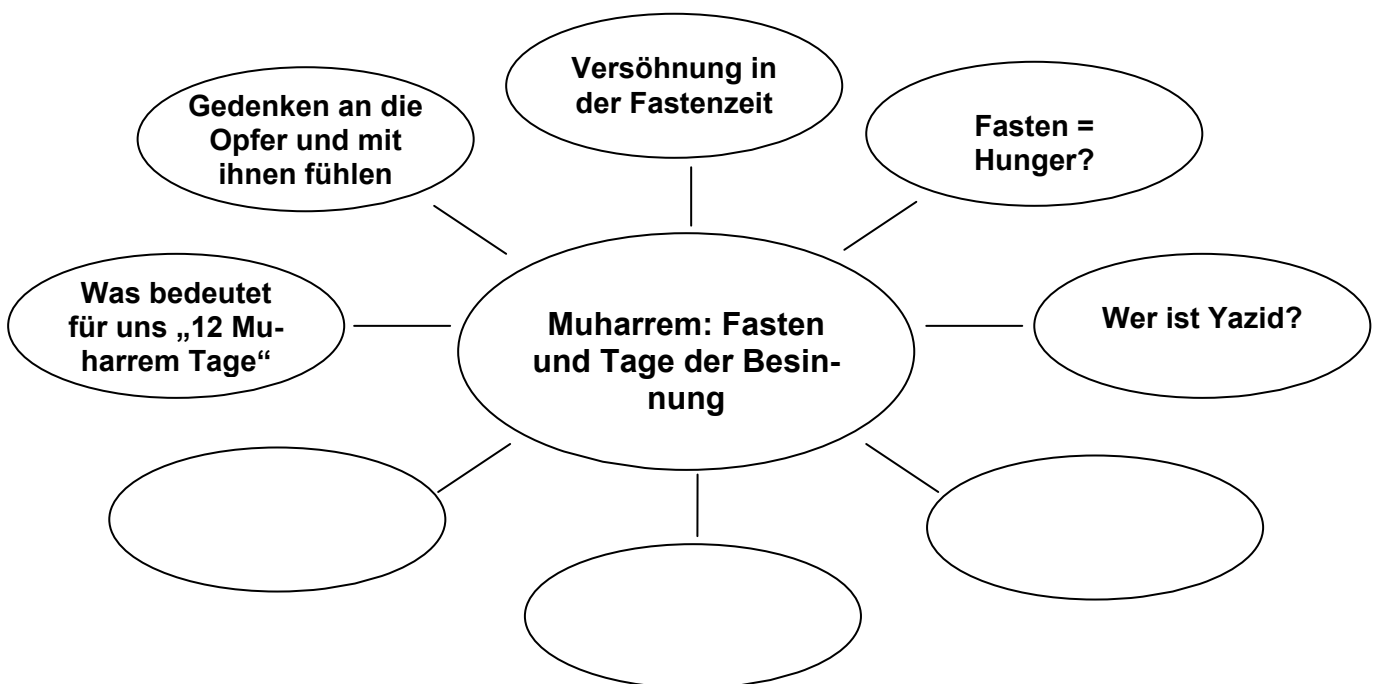 Versöhnung in
der Fastenzeit
Gedenken an die
Opfer und mit
ihnen fühlen
Fasten =
Hunger?
Was bedeutet
für uns „12 Mu-
harrem Tage“
Muharrem: Fasten
und Tage der Besin-
nung
Wer ist Yazid?